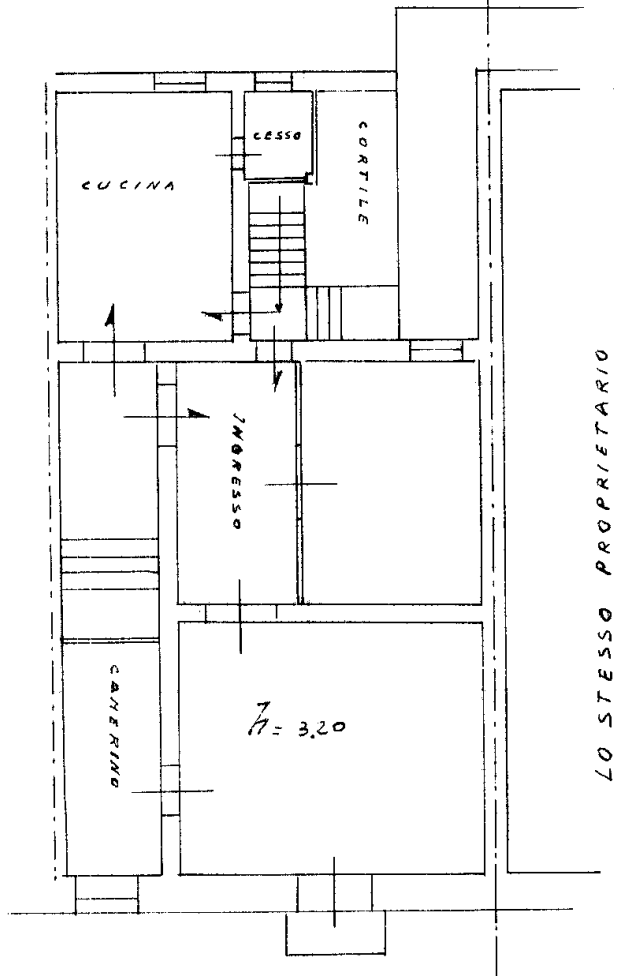 CESSO
CORTILE
CUCINA
INGRESSO
LO STESSO PROPRIETARIO
CAMERINO
h = 3.20